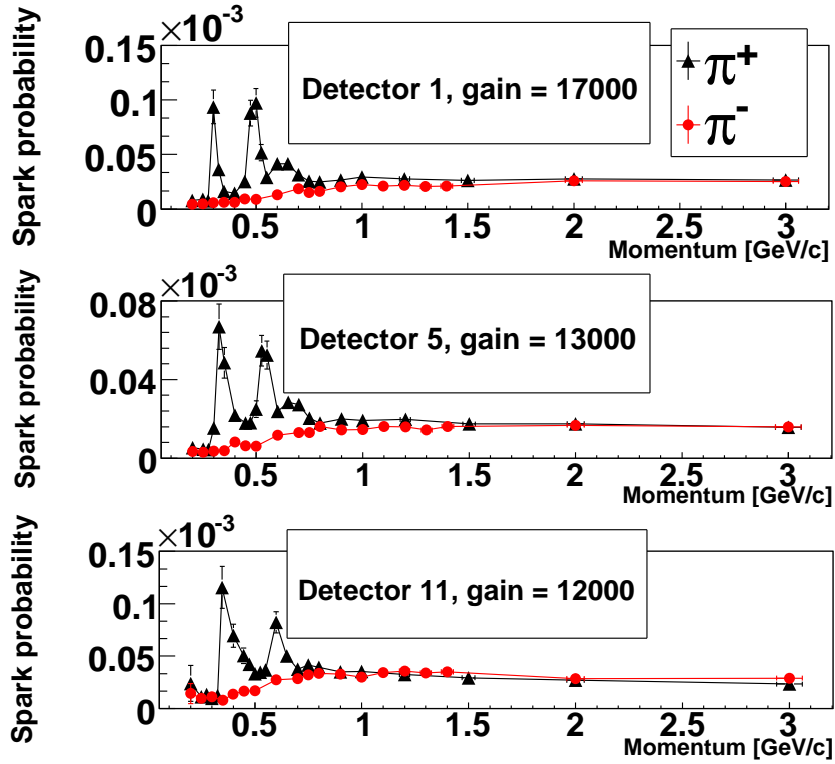 ×10⁻³
0.15
0.1
0.05
0
Spark probability
Detector 1, gain = 17000
π⁺
π⁻
0.5 1 1.5 2 2.5 3
Momentum [GeV/c]
×10⁻³
0.08
0.04
0
Spark probability
Detector 5, gain = 13000
0.5 1 1.5 2 2.5 3
Momentum [GeV/c]
×10⁻³
0.15
0.1
0.05
0
Spark probability
Detector 11, gain = 12000
0.5 1 1.5 2 2.5 3
Momentum [GeV/c]